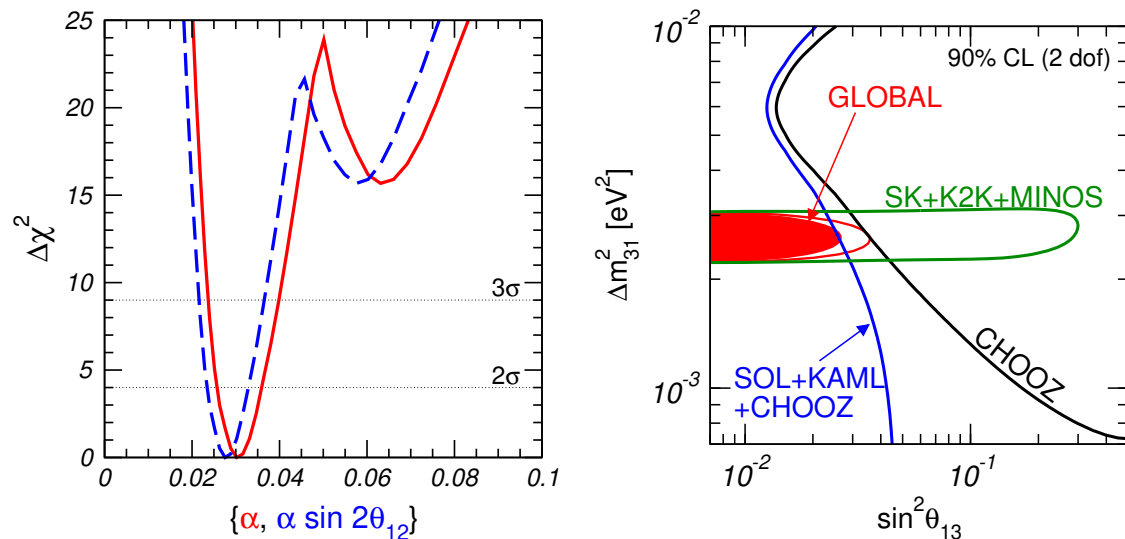 25
20
15
10
5
0
Δχ²
3σ
2σ
0
0.02
0.04
0.06
0.08
0.1
{α, α sin 2θ₁₂}
10⁻²
10⁻³
Δm²₃₁ [eV²]
90% CL (2 dof)
GLOBAL
SK+K2K+MINOS
SOL+KAML
+CHOOZ
CHOOZ
10⁻²
10⁻¹
sin²θ₁₃